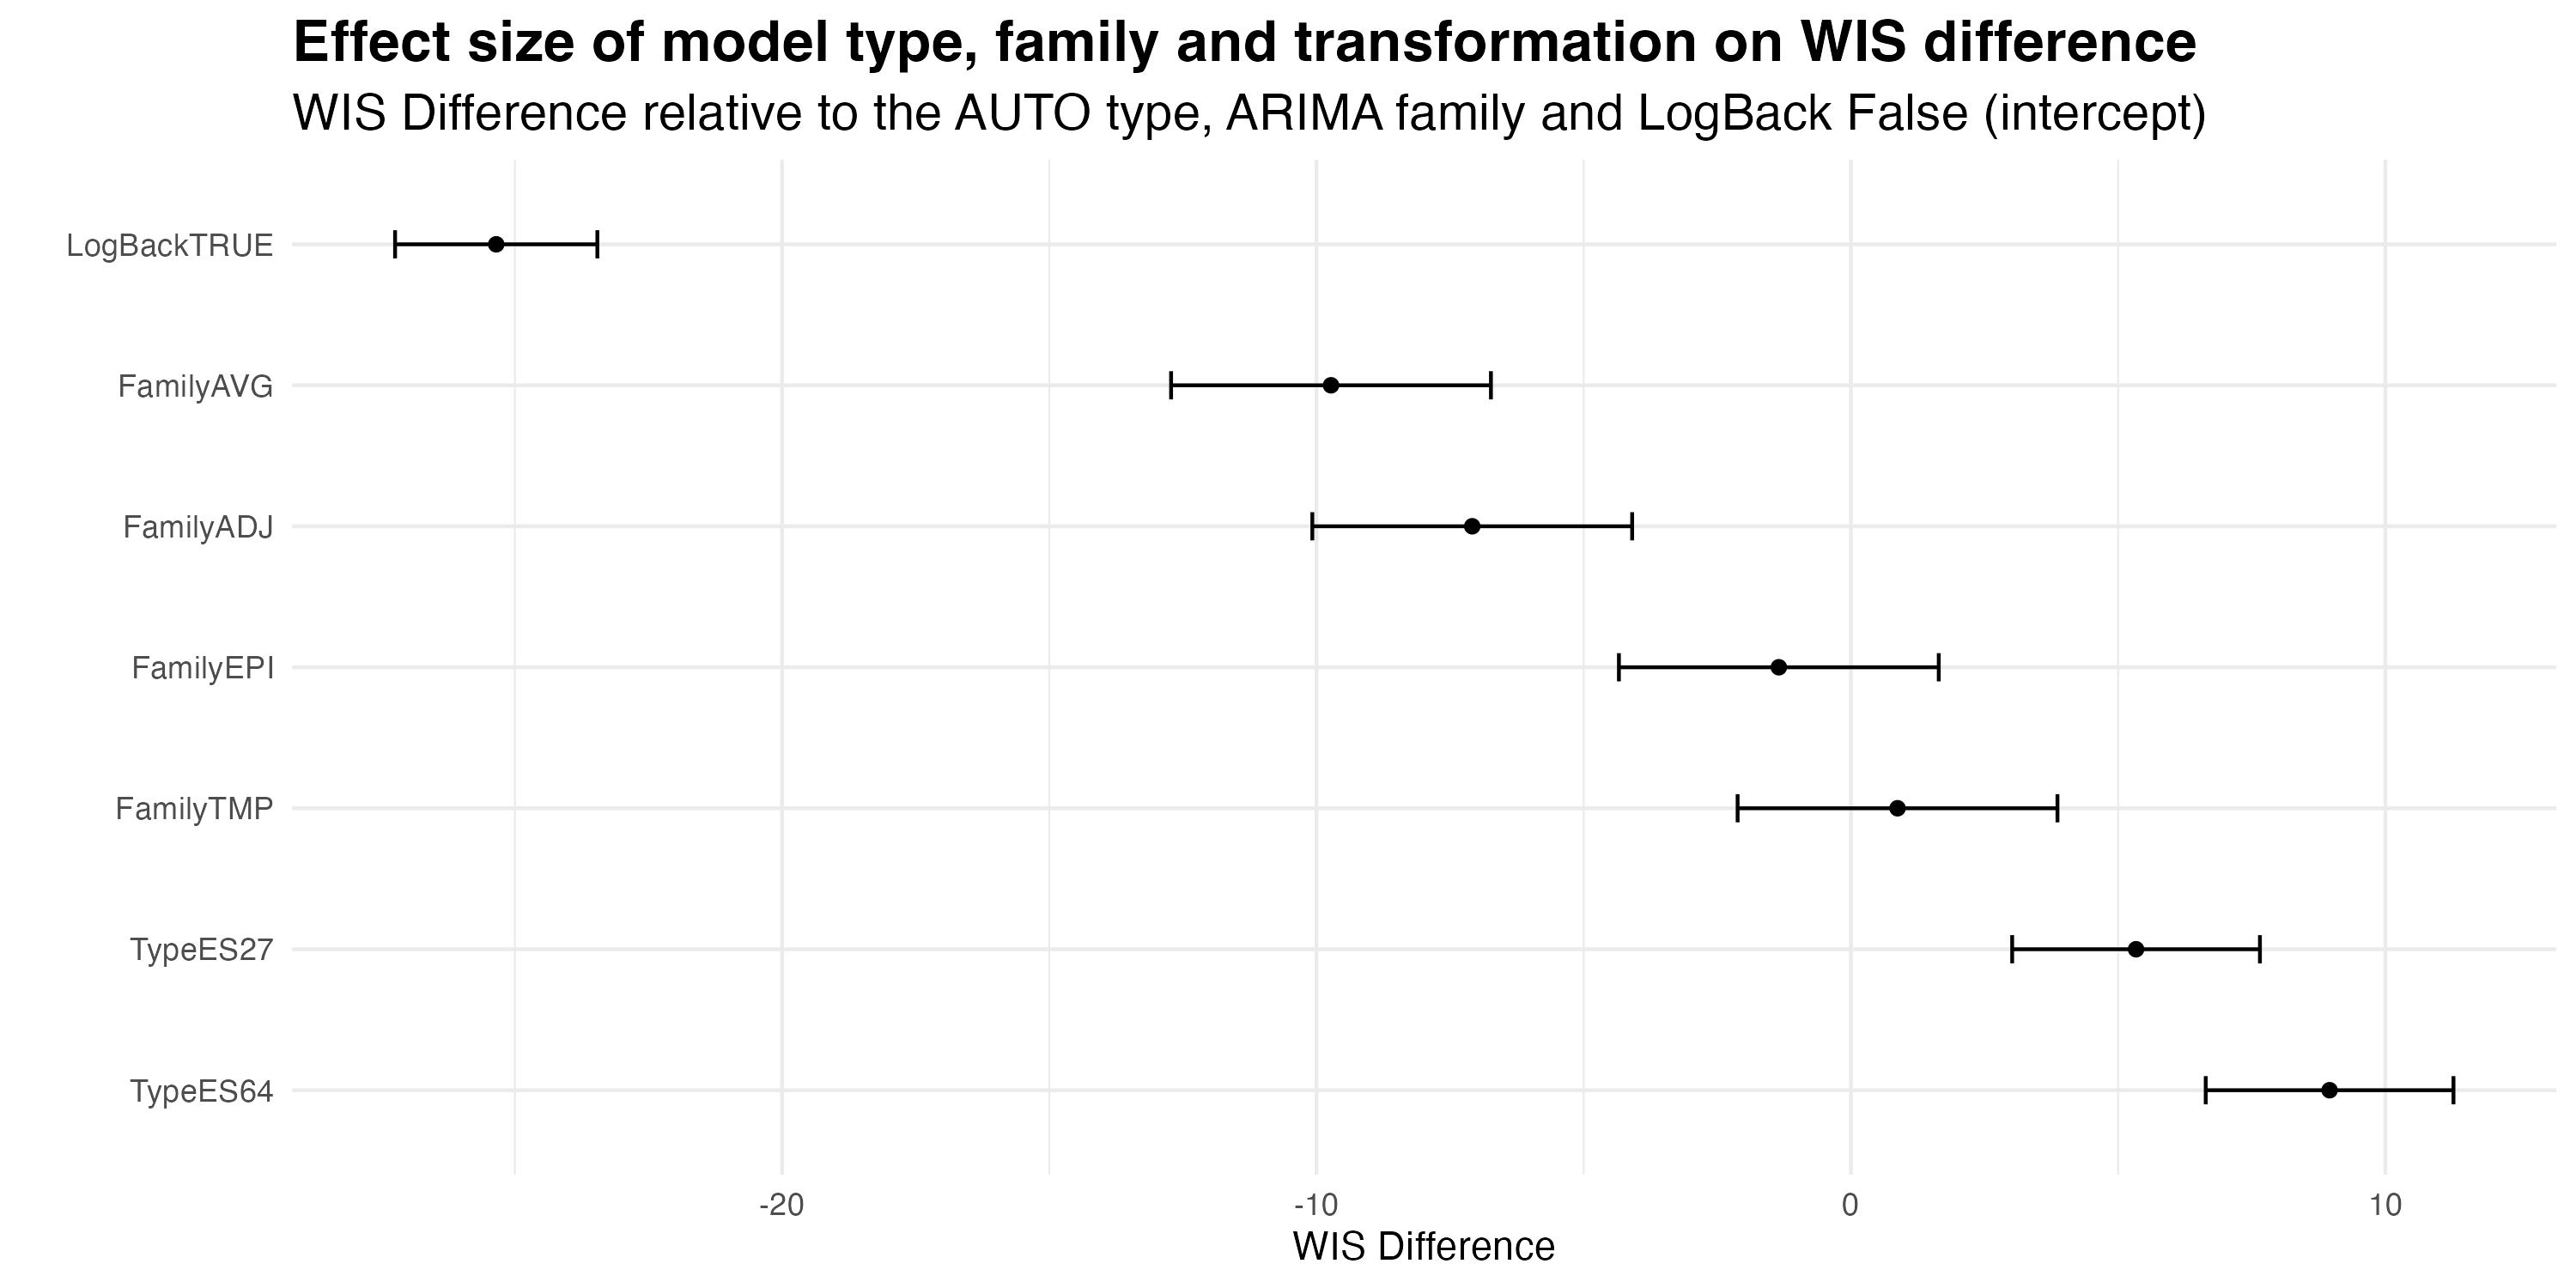 Effect size of model type, family and transformation on WIS difference
WIS Difference relative to the AUTO type, ARIMA family and LogBack False (intercept)
LogBackTRUE
FamilyAVG
FamilyADJ
FamilyEPI
FamilyTMP
TypeES27
TypeES64
-20 -10 0 10
WIS Difference